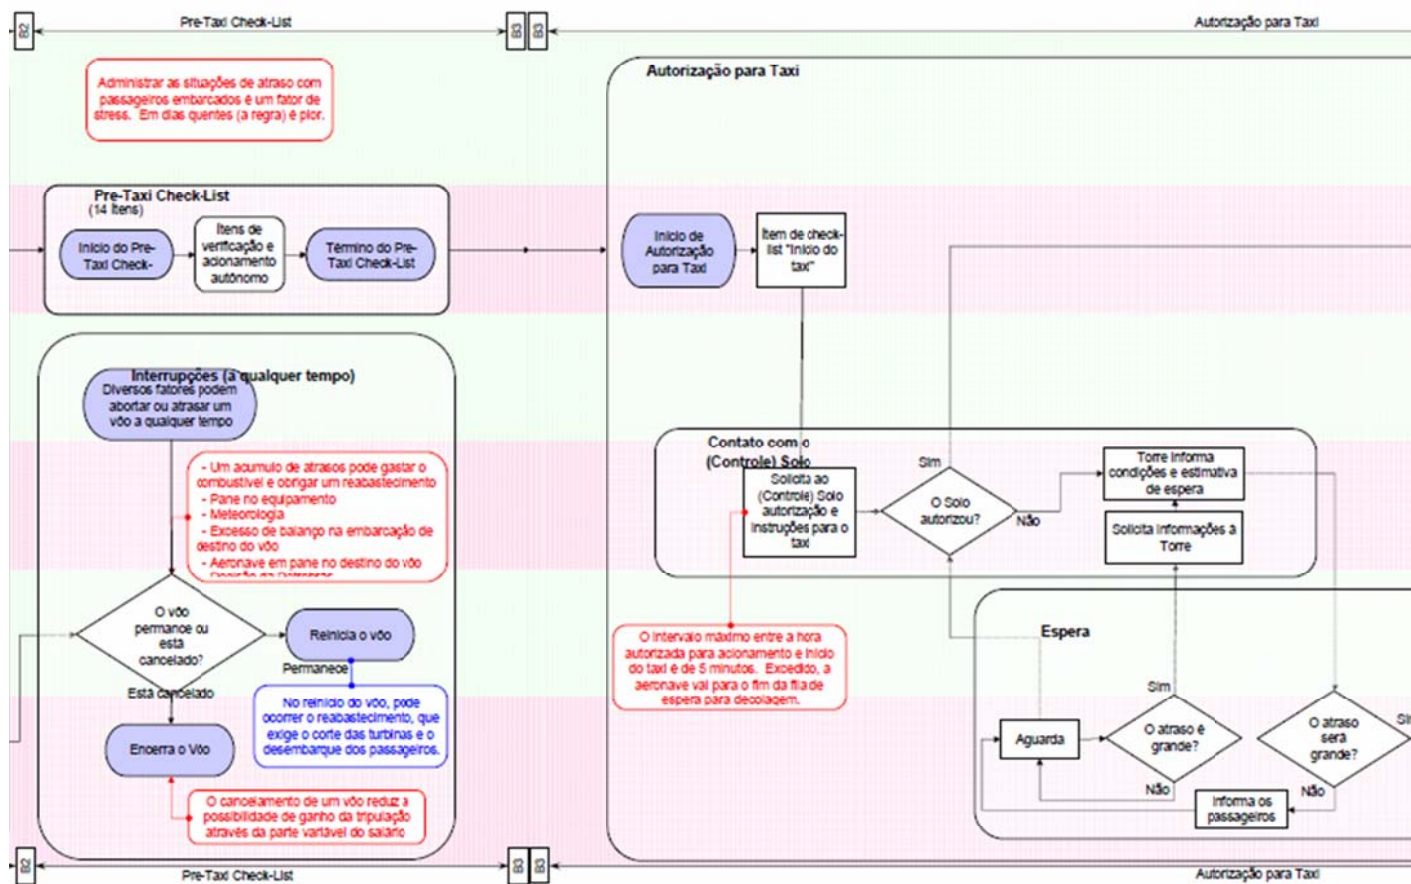 B2
Pre-Taxi Check-List
B3
B3
Autorização para Taxi
Administrar as situações de atraso com
passageiros embarcados é um fator de
stress. Em dias quentes (a regra) é pior.
Pre-Taxi Check-List
(14 Itens)
Início do Pre-
Taxi Check-
Ítens de
verificação e
acionamento
autônomo
Término do Pre-
Taxi Check-List
Interrupções (a qualquer tempo)
Diversos fatores podem
abortar ou atrasar um
vôo a qualquer tempo
- Um acumulo de atrasos pode gastar o
combustível e obrigar um reabastecimento
- Pane no equipamento
- Meteorologia
- Excesso de balanço na embarcação de
destino do vôo
- Aeronave em pane no destino do vôo
- Decisão da Petrobras
O vôo
permance ou
está
cancelado?
Reinicia o vôo
Permanece
Está cancelado
No reinício do vôo, pode
ocorrer o reabastecimento, que
exige o corte das turbinas e o
desembarque dos passageiros.
Encerra o Vôo
O cancelamento de um vôo reduz a
possibilidade de ganho da tripulação
através da parte variável do salário
Autorização para Taxi
Início de
Autorização
para Taxi
Ítem de check-
list "Início do
taxi"
Contato com o
(Controle) Solo
Solicita ao
(Controle) Solo
autorização e
instruções para o
taxi
Sim
O Solo
autorizou?
Não
Torre informa
condições e estimativa
de espera
Solicita informações à
Torre
O intervalo máximo entre a hora
autorizada para acionamento e início
do taxi é de 5 minutos. Excedido, a
aeronave vai para o fim da fila de
espera para decolagem.
Espera
Aguarda
Sim
O atraso é
grande?
Não
O atraso
será
grande?
Não
Informa os
passageiros
B2
Pre-Taxi Check-List
B3
B3
Autorização para Taxi